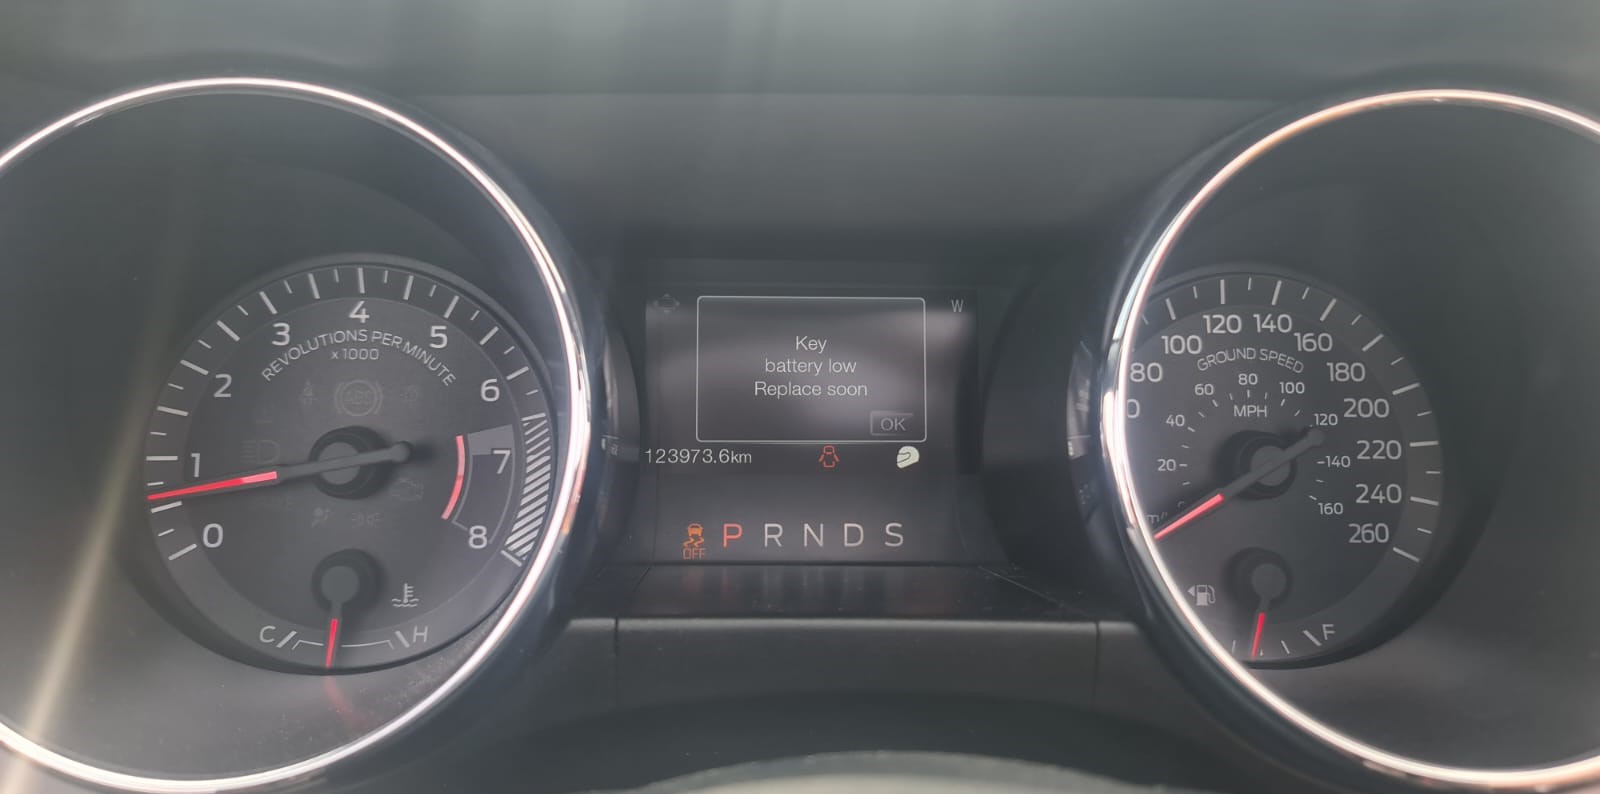 0
1
2
3
4
5
6
7
8
REVOLUTIONS PER MINUTE
x 1000
ABS
C
H
W
Key
battery low
Replace soon
OK
123973.6km
OFF
P R N D S
80
100
120
140
160
180
200
220
240
260
GROUND SPEED
MPH
20
40
60
80
100
120
140
160
F